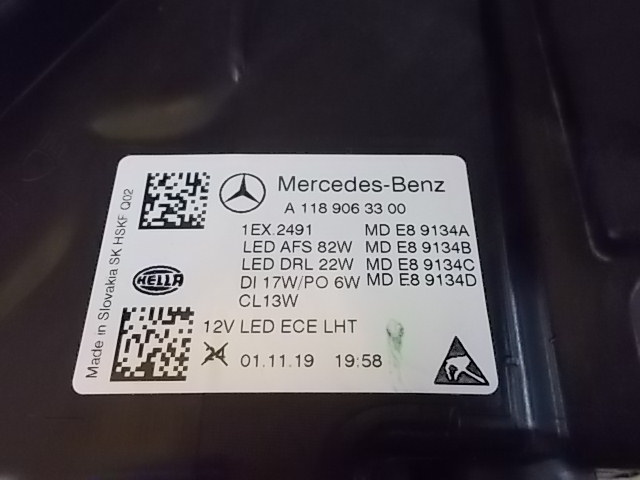 Mercedes-Benz
A 118 906 33 00
1EX.2491 MD E8 9134A
LED AFS 82W MD E8 9134B
LED DRL 22W MD E8 9134C
DI 17W/PO 6W MD E8 9134D
CL13W
HELLA
12V LED ECE LHT
24 01.11.19 19:58
Made in Slovakia SK HSKF Q02